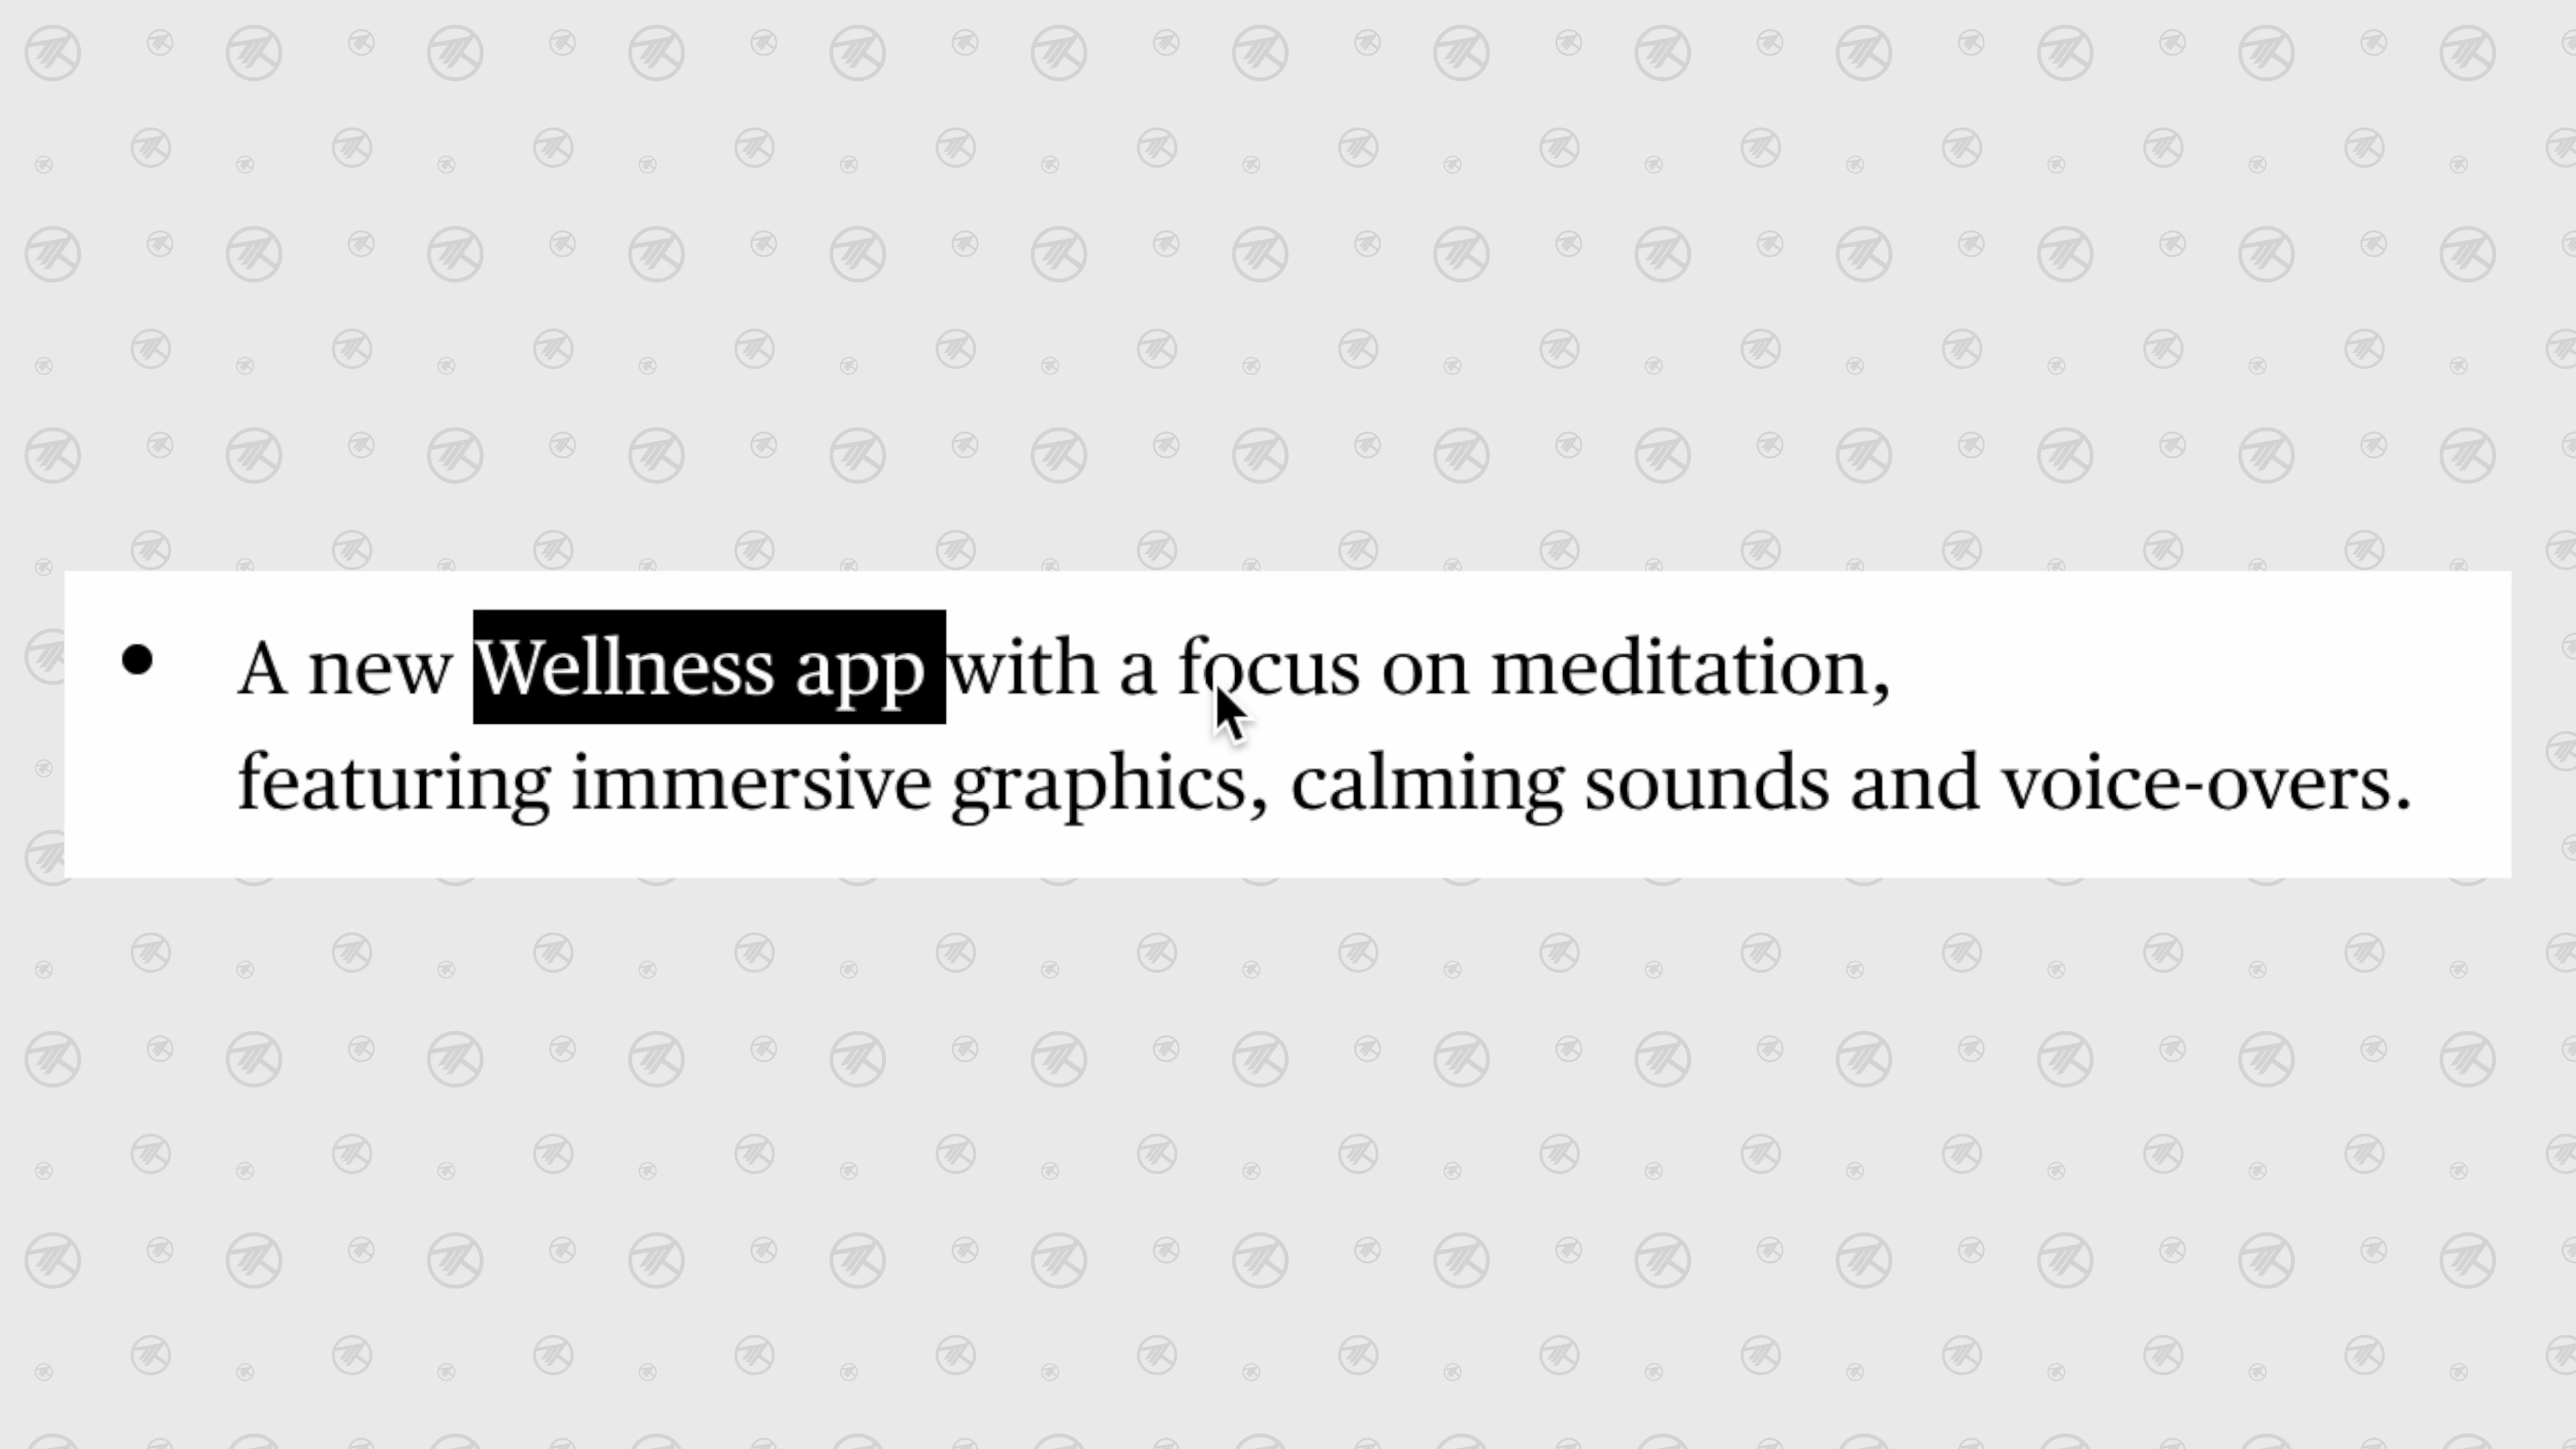 • A new Wellness app with a focus on meditation,
featuring immersive graphics, calming sounds and voice-overs.